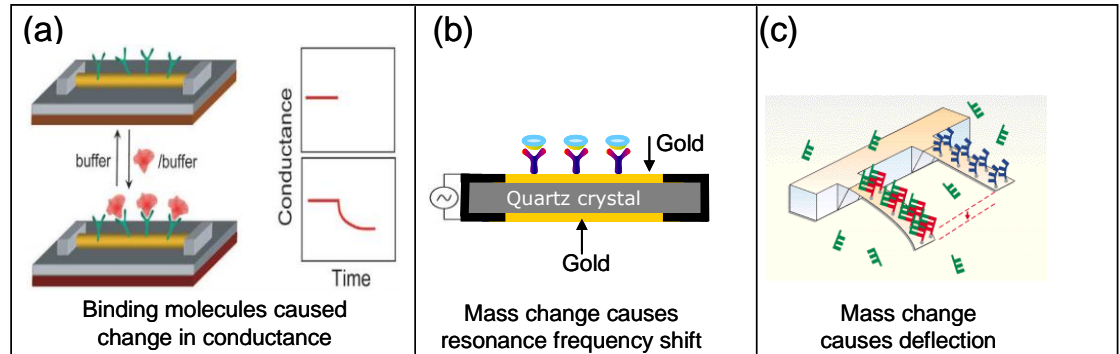 (a)
buffer
/buffer
Conductance
Time
Binding molecules caused
change in conductance
(b)
Gold
Quartz crystal
Gold
Mass change causes
resonance frequency shift
(c)
Mass change
causes deflection